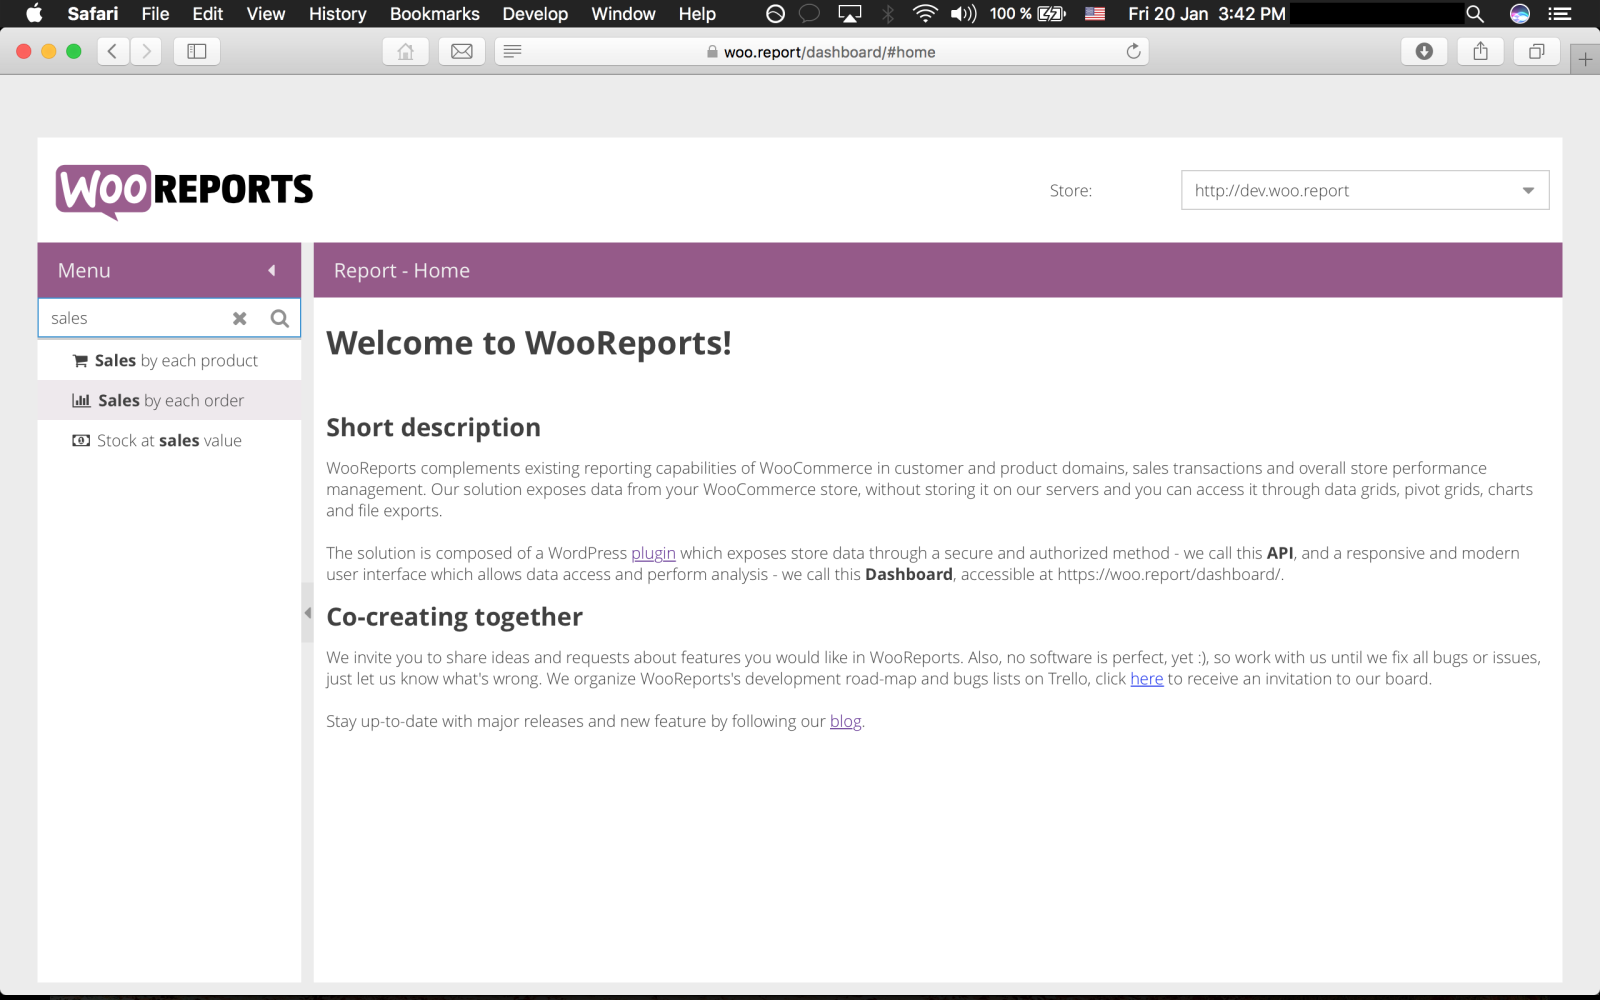 Safari File Edit View History Bookmarks Develop Window Help 100 % Fri 20 Jan 3:42 PM
woo.report/dashboard/#home
WOOREPORTS
Store:
http://dev.woo.report
Menu
Report - Home
sales
Sales by each product
Sales by each order
Stock at sales value
Welcome to WooReports!
Short description
WooReports complements existing reporting capabilities of WooCommerce in customer and product domains, sales transactions and overall store performance
management. Our solution exposes data from your WooCommerce store, without storing it on our servers and you can access it through data grids, pivot grids, charts
and file exports.
The solution is composed of a WordPress plugin which exposes store data through a secure and authorized method - we call this API, and a responsive and modern
user interface which allows data access and perform analysis - we call this Dashboard, accessible at https://woo.report/dashboard/.
Co-creating together
We invite you to share ideas and requests about features you would like in WooReports. Also, no software is perfect, yet :), so work with us until we fix all bugs or issues,
just let us know what's wrong. We organize WooReports's development road-map and bugs lists on Trello, click here to receive an invitation to our board.
Stay up-to-date with major releases and new feature by following our blog.